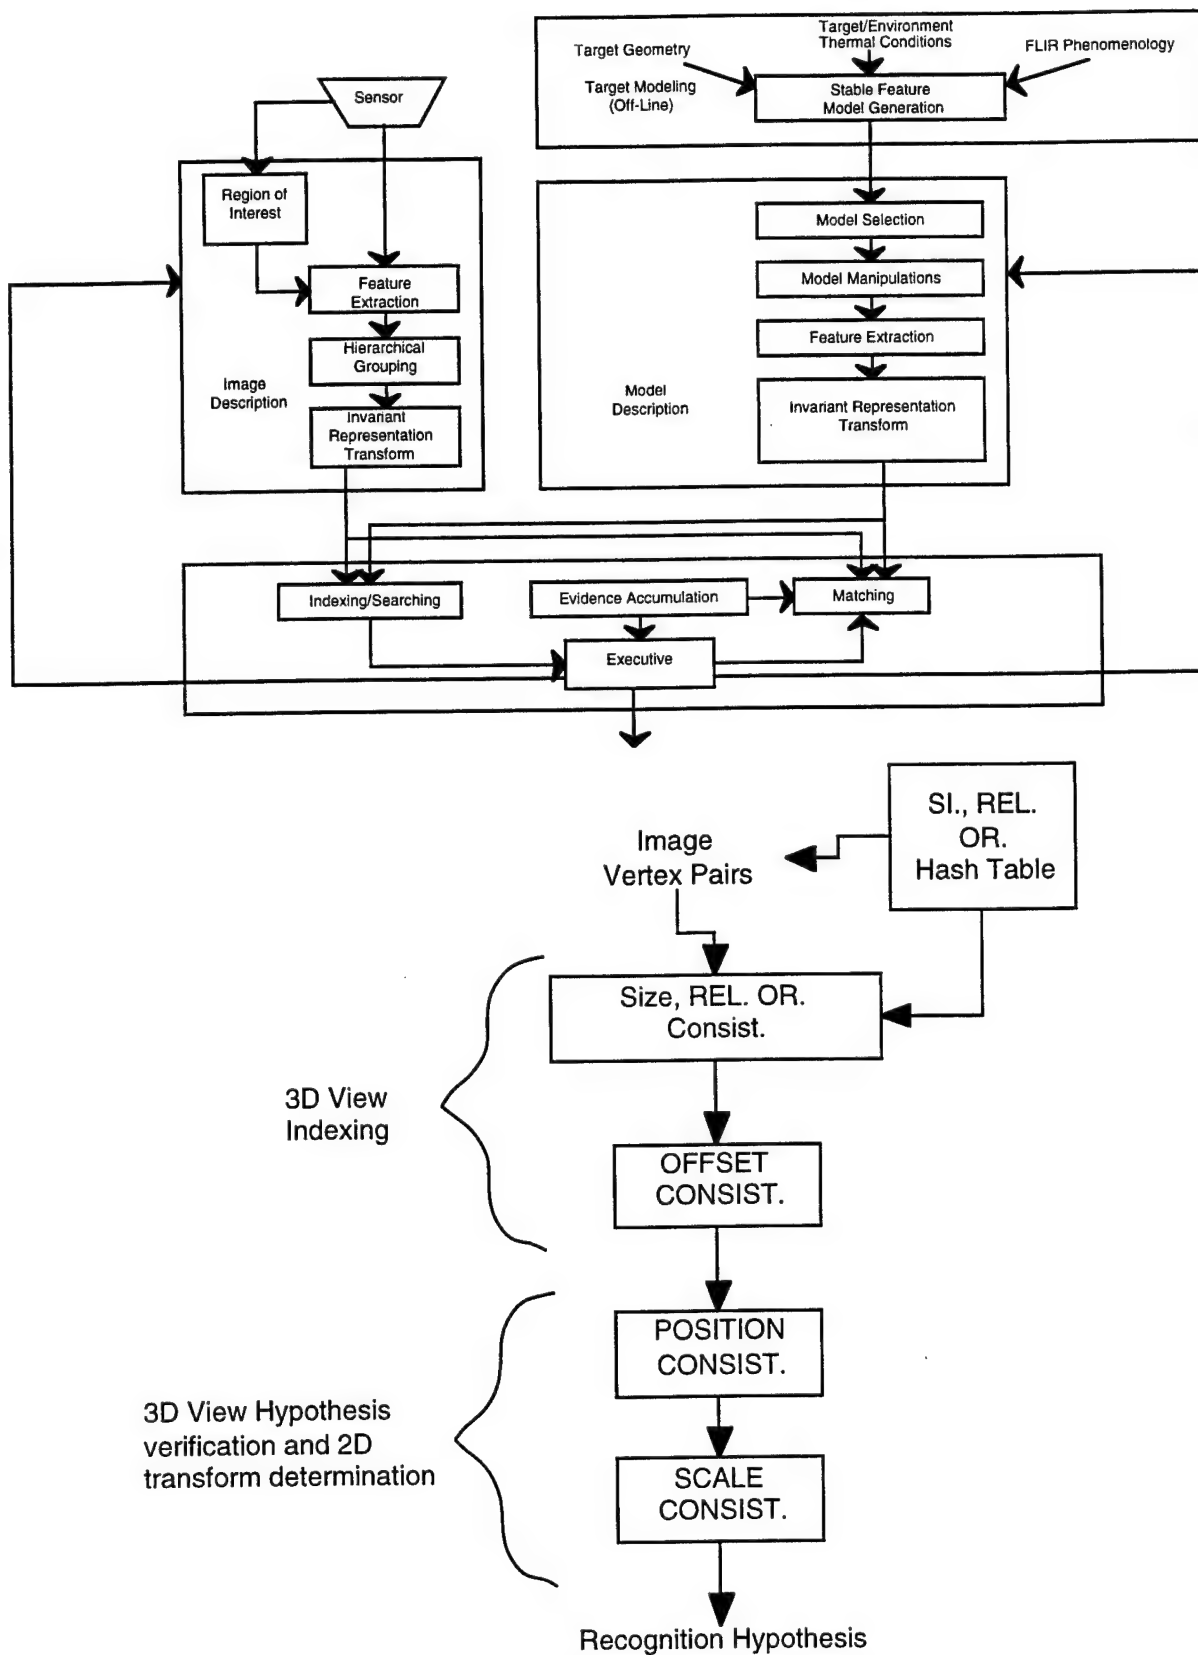 Target/Environment
Thermal Conditions
Target Geometry
FLIR Phenomenology
Target Modeling
(Off-Line)
Stable Feature
Model Generation
Sensor
Region of
Interest
Feature
Extraction
Hierarchical
Grouping
Image
Description
Invariant
Representation
Transform
Model Selection
Model Manipulations
Feature Extraction
Model
Description
Invariant Representation
Transform
Indexing/Searching
Evidence Accumulation
Matching
Executive
SI., REL.
OR.
Hash Table
Image
Vertex Pairs
Size, REL. OR.
Consist.
3D View
Indexing
OFFSET
CONSIST.
POSITION
CONSIST.
3D View Hypothesis
verification and 2D
transform determination
SCALE
CONSIST.
Recognition Hypothesis